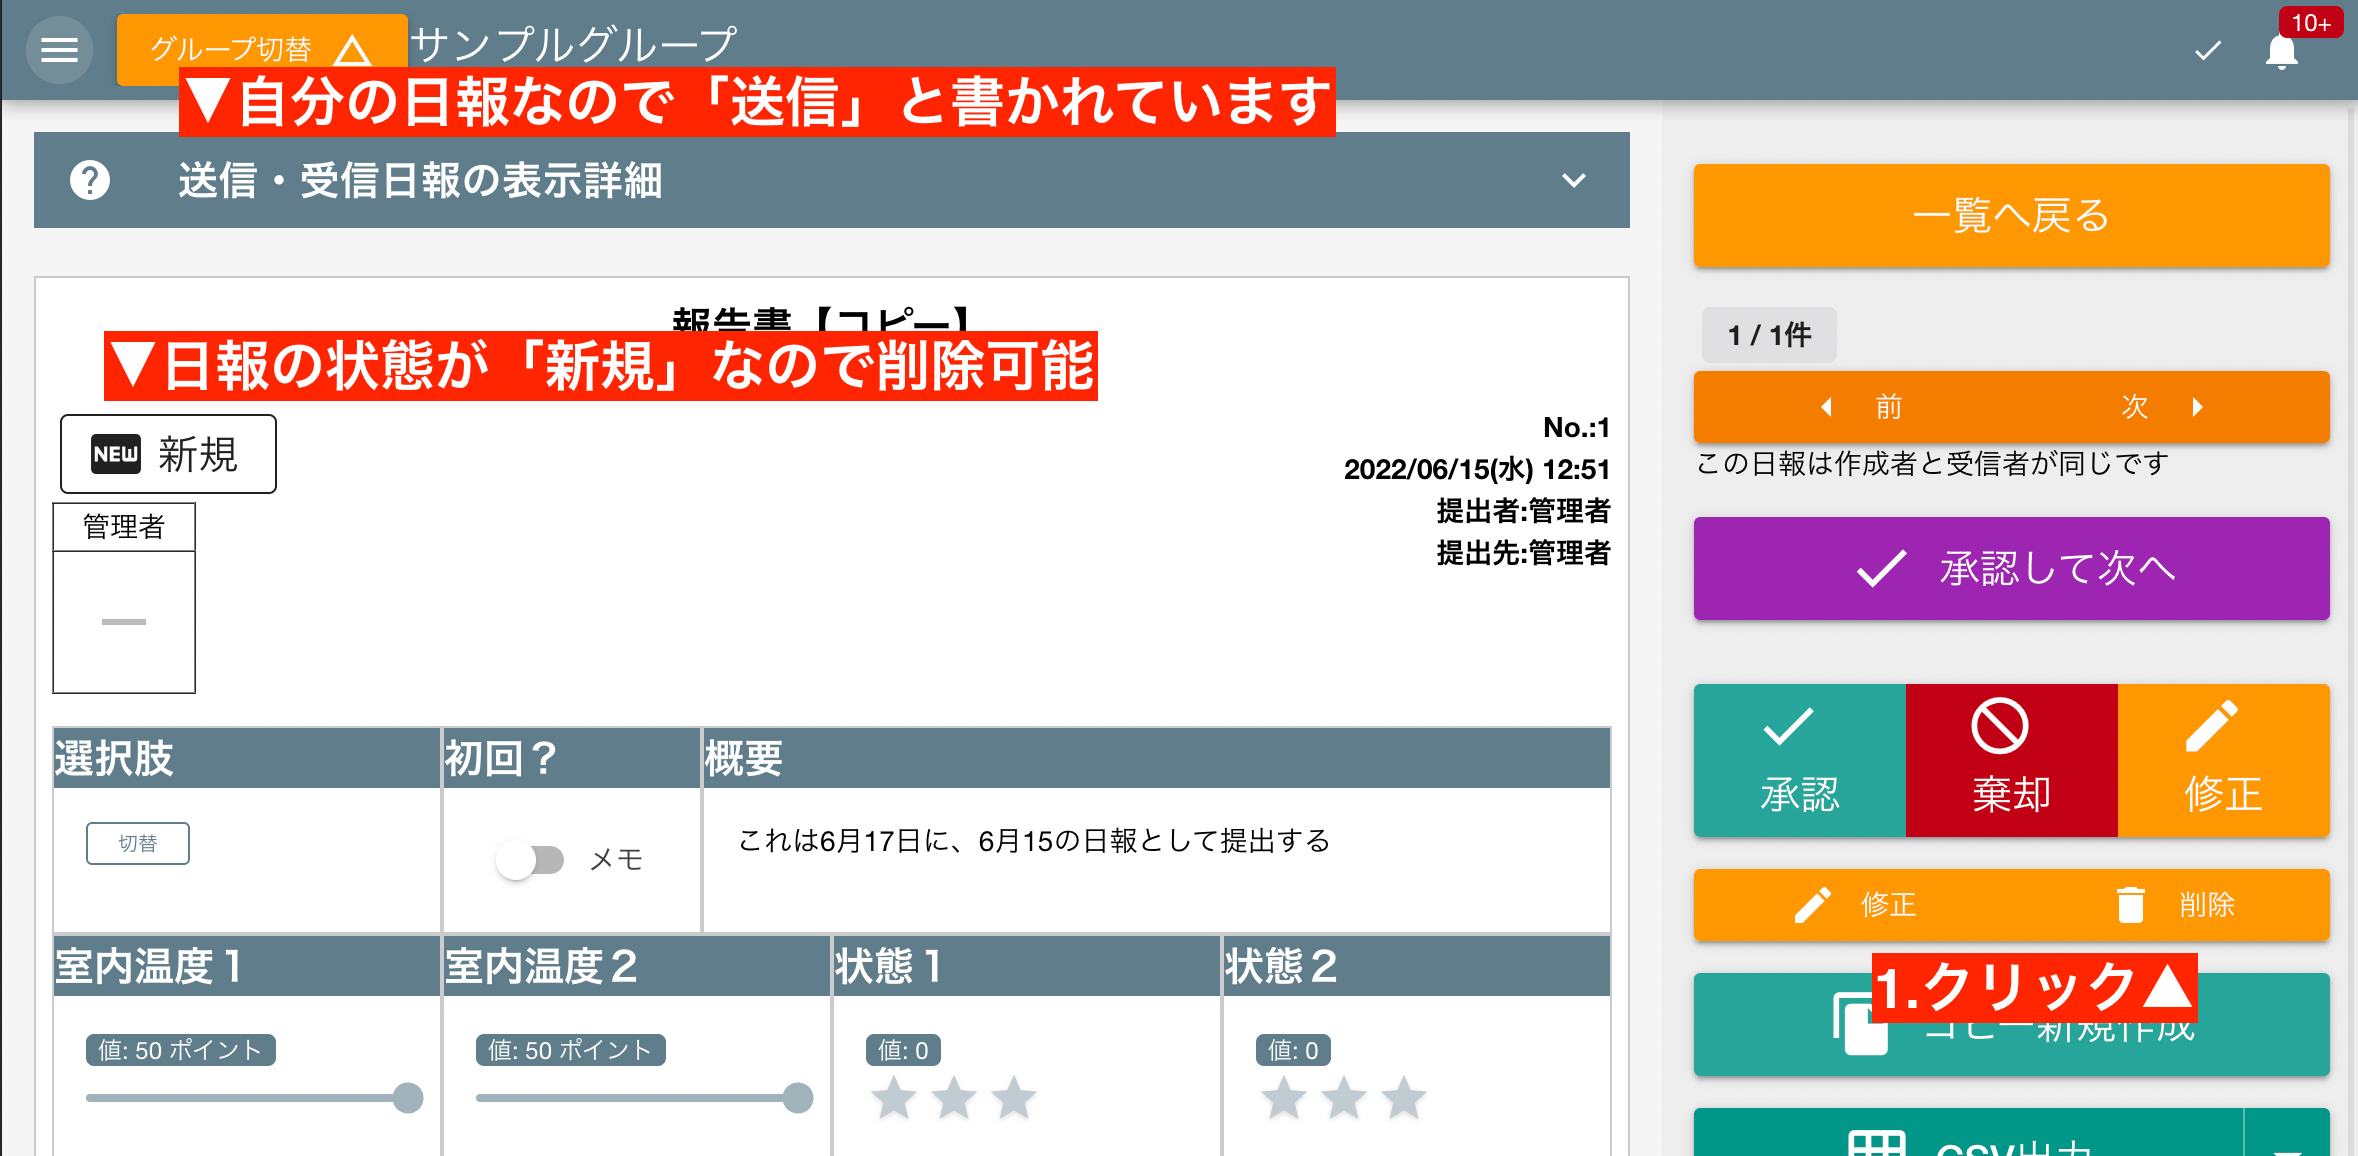 グループ切替
サンプルグループ
10+
▼自分の日報なので「送信」と書かれています
送信・受信日報の表示詳細
報告書【コピー】
▼日報の状態が「新規」なので削除可能
NEW 新規
管理者
No.:1
2022/06/15(水) 12:51
提出者:管理者
提出先:管理者
選択肢 初回？ 概要
切替
メモ
これは6月17日に、6月15の日報として提出する
室内温度１ 室内温度２ 状態１ 状態２
値: 50 ポイント
値: 50 ポイント
値: 0
値: 0
一覧へ戻る
1 / 1件
前 次
この日報は作成者と受信者が同じです
承認して次へ
承認 棄却 修正
修正 削除
1.クリック▲
コピー新規作成
CSV出力